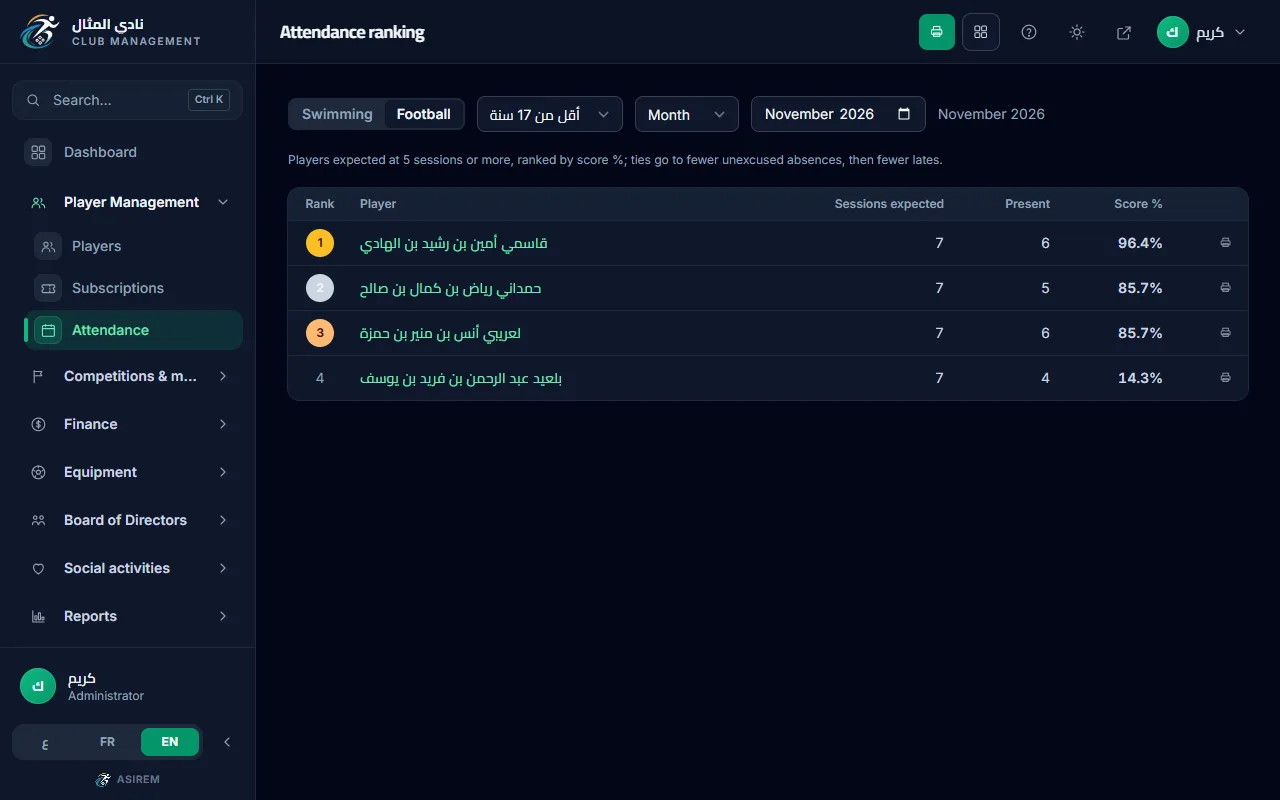 نادي المثال
CLUB MANAGEMENT
Search...
Ctrl K
Dashboard
Player Management
Players
Subscriptions
Attendance
Competitions & m...
Finance
Equipment
Board of Directors
Social activities
Reports
ك
كريم
Administrator
ع
FR
EN
ASIREM
Attendance ranking
ك
كريم
Swimming
Football
أقل من 17 سنة
Month
November 2026
November 2026
Players expected at 5 sessions or more, ranked by score %; ties go to fewer unexcused absences, then fewer lates.
Rank Player Sessions expected Present Score %
1 قاسمي أمين بن رشيد بن الهادي 7 6 96.4%
2 حمداني رياض بن كمال بن صالح 7 5 85.7%
3 لعريبي أنس بن منير بن حمزة 7 6 85.7%
4 بلعيد عبد الرحمن بن فريد بن يوسف 7 4 14.3%